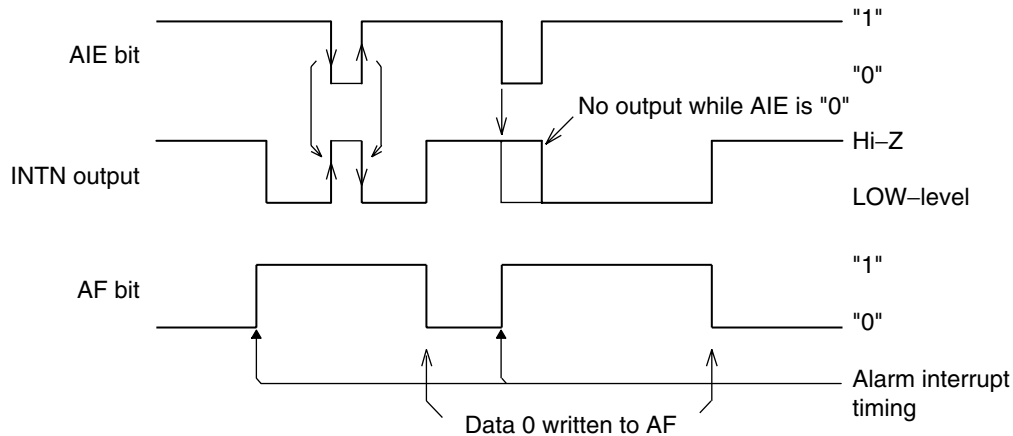 "1"
AIE bit
"0"
No output while AIE is "0"
Hi–Z
INTN output
LOW–level
"1"
AF bit
"0"
Alarm interrupt
timing
Data 0 written to AF